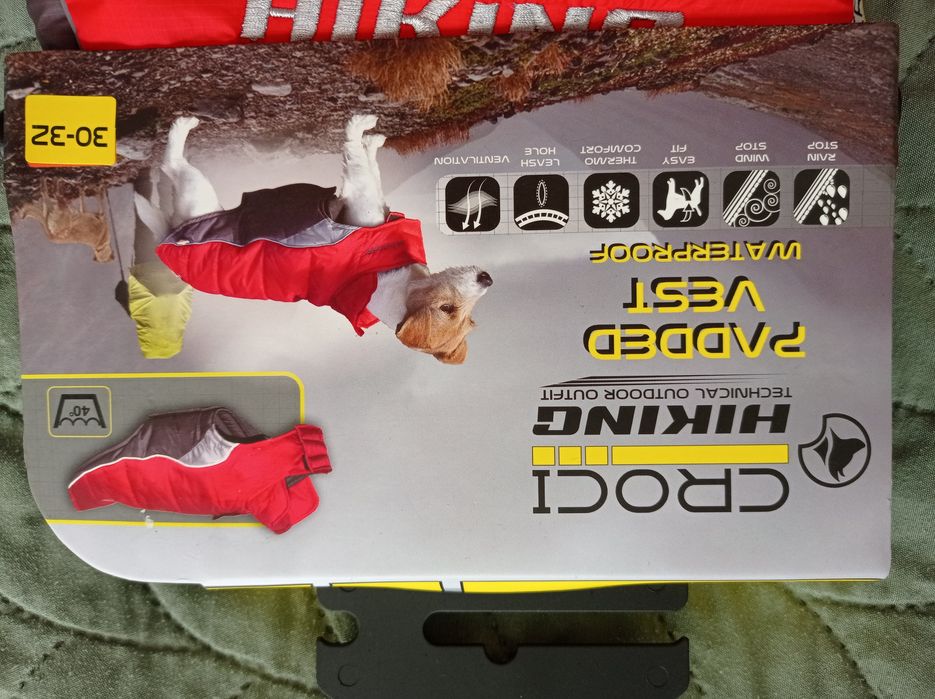 CROCI
HIKING
TECHNICAL OUTDOOR OUTFIT
PADDED
VEST
WATERPROOF
RAIN
STOP
WIND
STOP
EASY
FIT
THERMO
COMFORT
LEASH
HOLE
VENTILATION
40°
30-32
HIKING